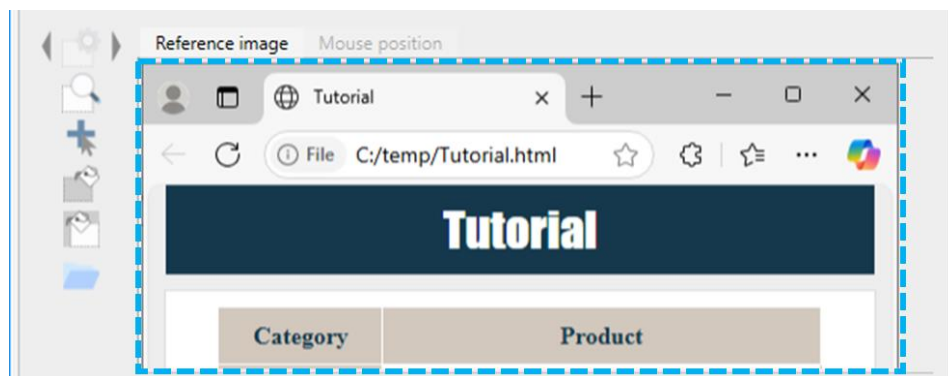 Reference image Mouse position
Tutorial
File C:/temp/Tutorial.html
Tutorial
Category Product